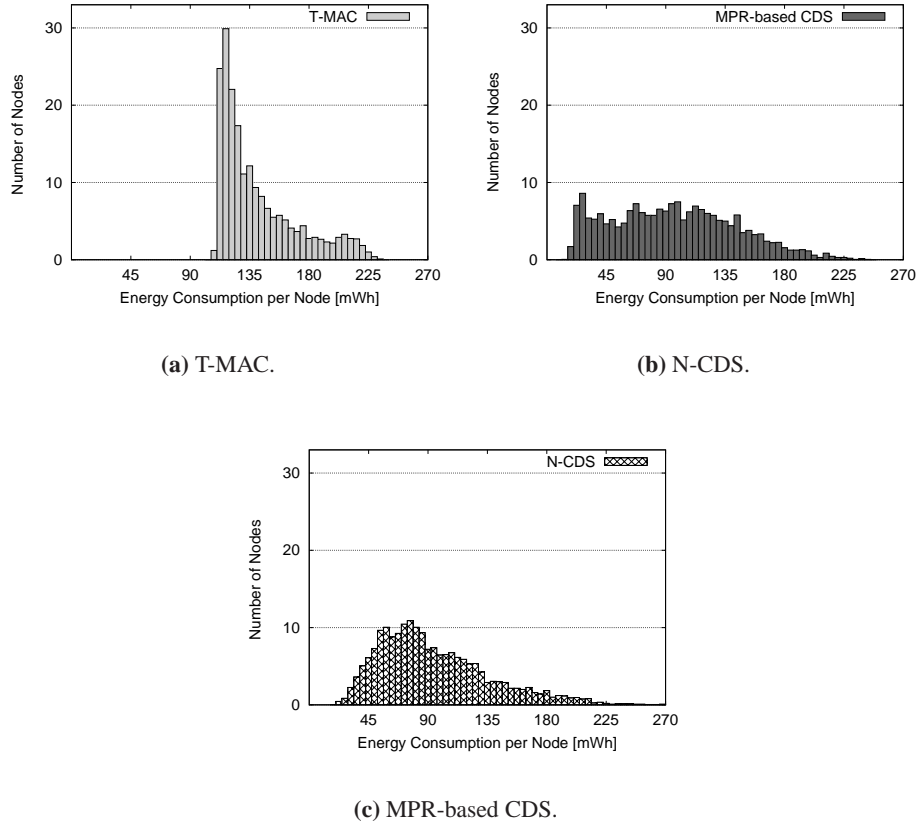 T-MAC
MPR-based CDS
30
20
10
0
Number of Nodes
45 90 135 180 225 270
Energy Consumption per Node [mWh]
30
20
10
0
Number of Nodes
45 90 135 180 225 270
Energy Consumption per Node [mWh]
(a) T-MAC.
(b) N-CDS.
N-CDS
30
20
10
0
Number of Nodes
45 90 135 180 225 270
Energy Consumption per Node [mWh]
(c) MPR-based CDS.